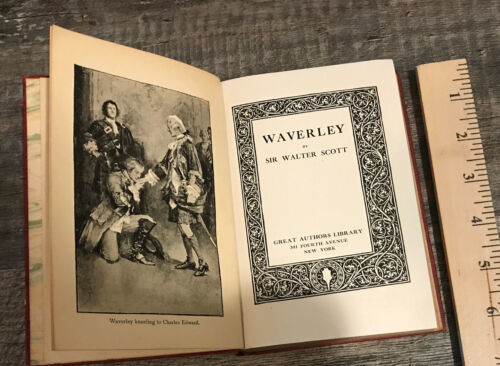 Waverley kneeling to Charles Edward.
WAVERLEY
BY
SIR WALTER SCOTT
GREAT AUTHORS LIBRARY
381 FOURTH AVENUE
NEW YORK
1
2
3
4
5
6